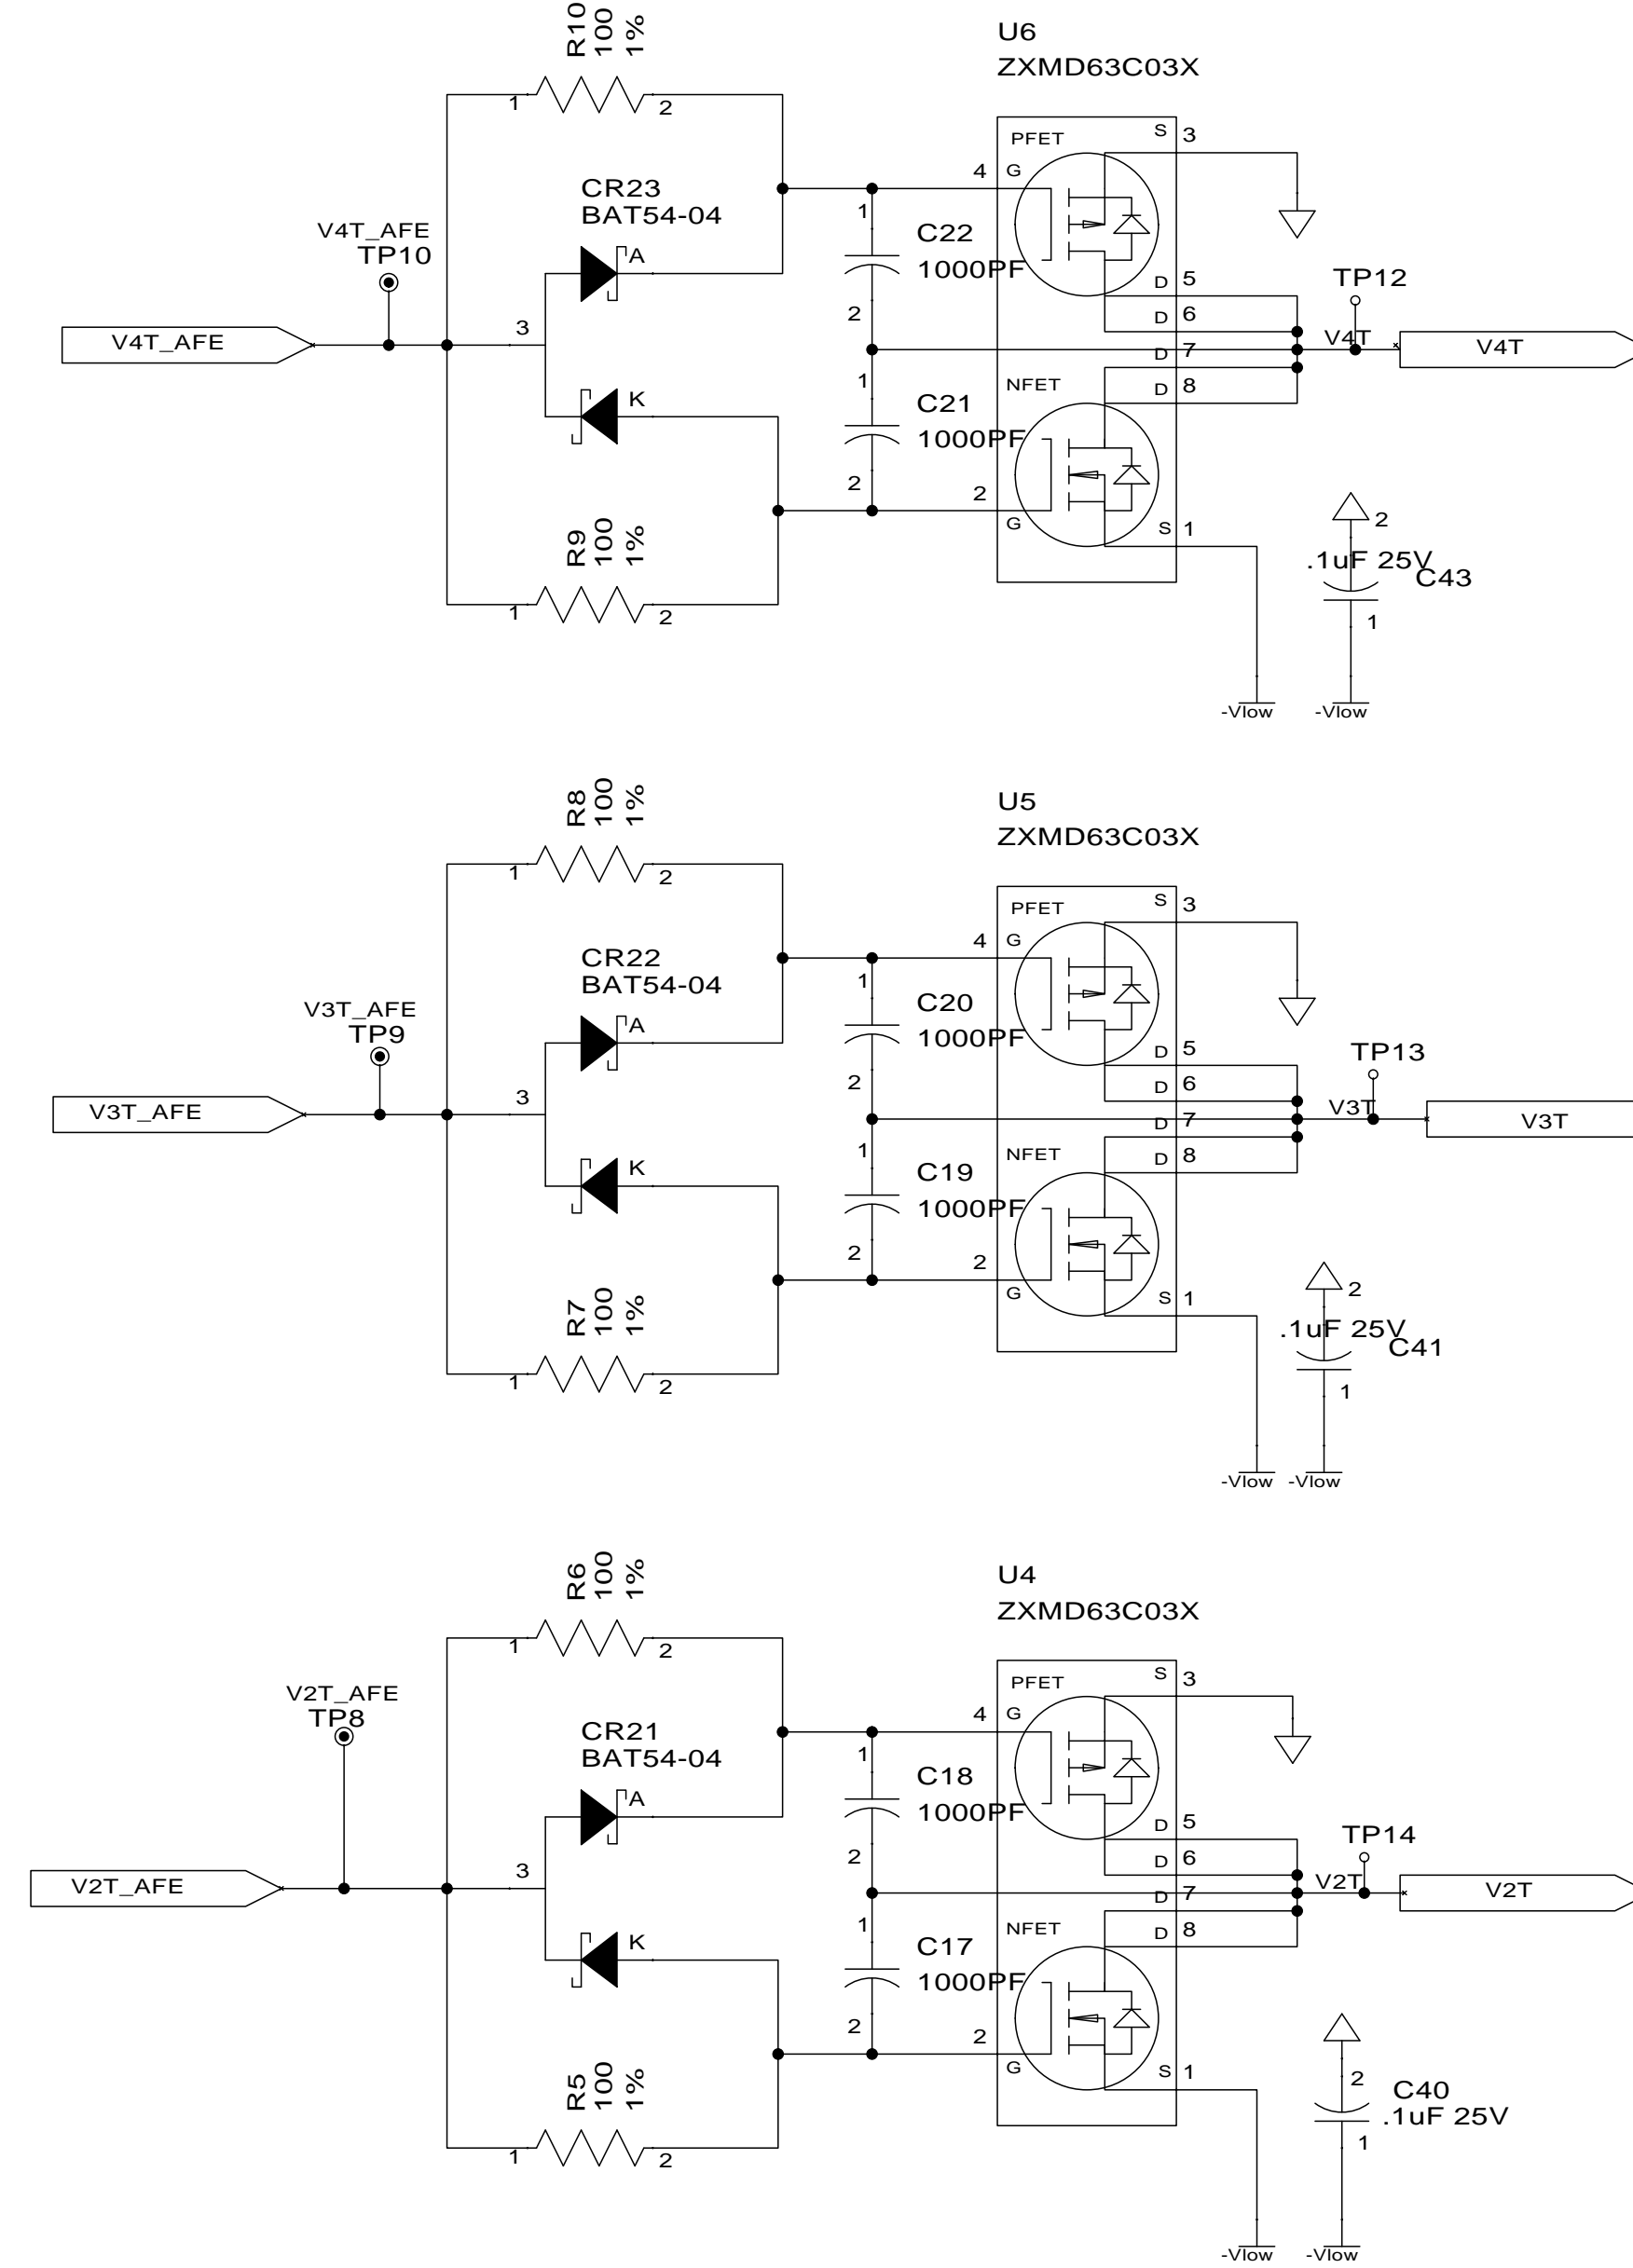 R10
100
1%
1
2
U6
ZXMD63C03X
PFET
S
3
4
G
CR23
BAT54-04
A
V4T_AFE
TP10
V4T_AFE
3
K
1
C22
1000PF
2
D
5
D
6
D
7
D
8
TP12
V4T
V4T
1
C21
1000PF
2
NFET
2
G
S
1
R9
100
1%
1
2
2
.1uF 25V
C43
1
-Vlow
-Vlow
R8
100
1%
1
2
U5
ZXMD63C03X
PFET
S
3
4
G
CR22
BAT54-04
A
V3T_AFE
TP9
V3T_AFE
3
K
1
C20
1000PF
2
D
5
D
6
D
7
D
8
TP13
V3T
V3T
1
C19
1000PF
2
NFET
2
G
S
1
R7
100
1%
1
2
2
.1uF 25V
C41
1
-Vlow
-Vlow
R6
100
1%
1
2
U4
ZXMD63C03X
PFET
S
3
4
G
CR21
BAT54-04
A
V2T_AFE
TP8
V2T_AFE
3
K
1
C18
1000PF
2
D
5
D
6
D
7
D
8
TP14
V2T
V2T
1
C17
1000PF
2
NFET
2
G
S
1
R5
100
1%
1
2
2
C40
.1uF 25V
1
-Vlow
-Vlow